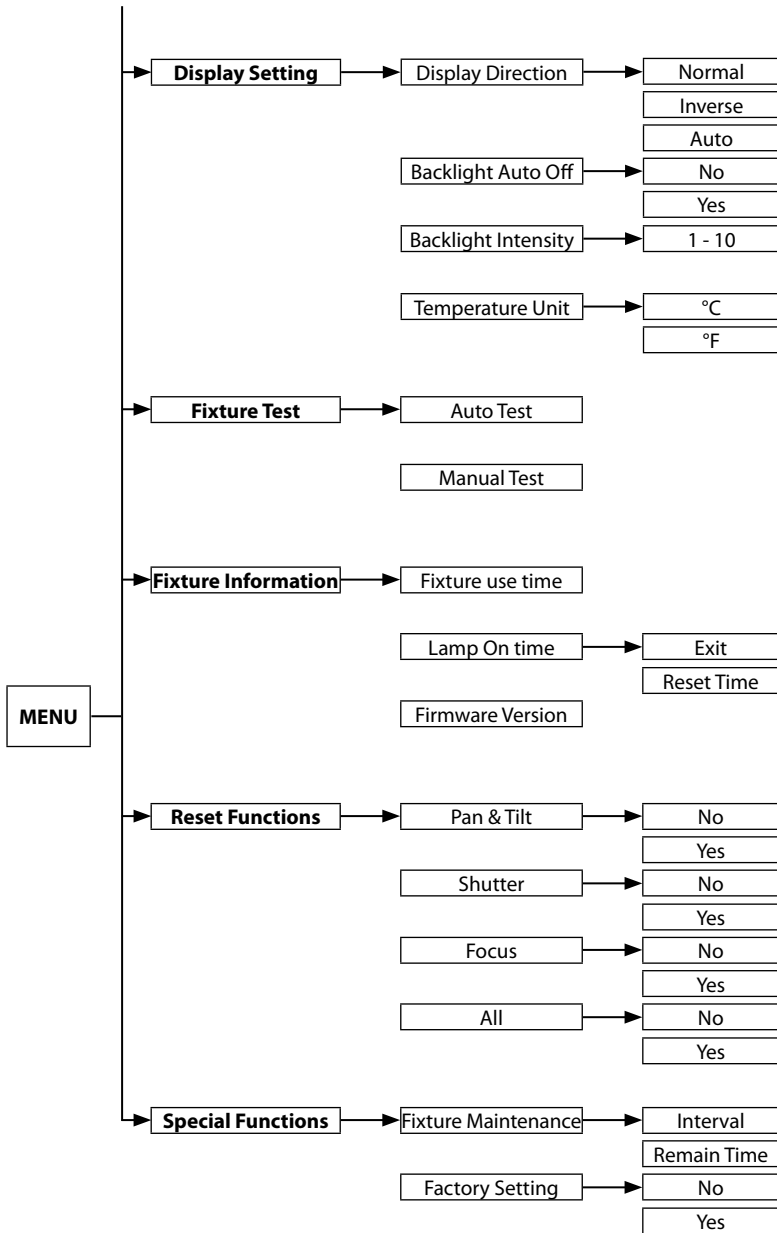 Display Setting
Display Direction
Normal
Inverse
Auto
Backlight Auto Off
No
Yes
Backlight Intensity
1 - 10
Temperature Unit
°C
°F
Fixture Test
Auto Test
Manual Test
Fixture Information
Fixture use time
Lamp On time
Exit
Reset Time
Firmware Version
MENU
Reset Functions
Pan & Tilt
No
Yes
Shutter
No
Yes
Focus
No
Yes
All
No
Yes
Special Functions
Fixture Maintenance
Interval
Remain Time
Factory Setting
No
Yes